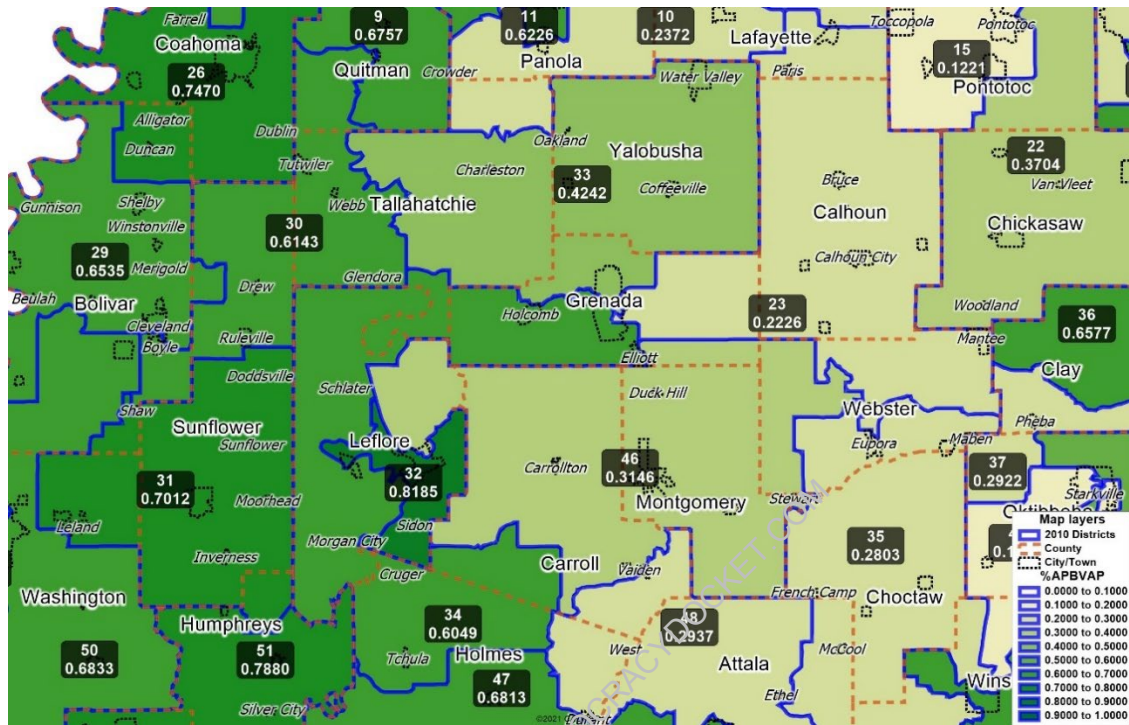 Farrell
Coahoma
26
0.7470
9
0.6757
Quitman
Crowder
11
0.6226
Panola
10
0.2372
Lafayette
Toccopola
Pontotoc
15
0.1221
Pontotoc
Water Valley
Paris
Alligator
Duncan
Dublin
Oakland
Yalobusha
22
0.3704
Van Vleet
Tutwiler
Charleston
33
0.4242
Coffeeville
Bruce
Gunnison
Shelby
Winstonville
Webb
Tallahatchie
Calhoun
Chickasaw
30
0.6143
29
0.6535
Merigold
Calhoun City
Beulah
Bolivar
Drew
Glendora
Grenada
Holcomb
23
0.2226
Woodland
36
0.6577
Cleveland
Boyle
Ruleville
Mantee
Elliott
Clay
Doddsville
Schlater
Duck Hill
Shaw
Sunflower
Sunflower
Leflore
Webster
Pheba
Eupora
Maben
31
0.7012
32
0.8185
Carrollton
46
0.3146
37
0.2922
Leland
Moorhead
Montgomery
Starkville
Sidon
Morgan City
Inverness
35
0.2803
Map layers
2010 Districts
County
City/Town
%APBVAP
0.0000 to 0.1000
0.1000 to 0.2000
0.2000 to 0.3000
0.3000 to 0.4000
0.4000 to 0.5000
0.5000 to 0.6000
0.6000 to 0.7000
0.7000 to 0.8000
0.8000 to 0.9000
0.9000 to 1.0000
Cruger
Carroll
Vaiden
Washington
French Camp
Choctaw
Humphreys
34
0.6049
48
0.2937
50
0.6833
51
0.7880
Tchula
Holmes
West
Attala
McCool
47
0.6813
Ethel
Silver City